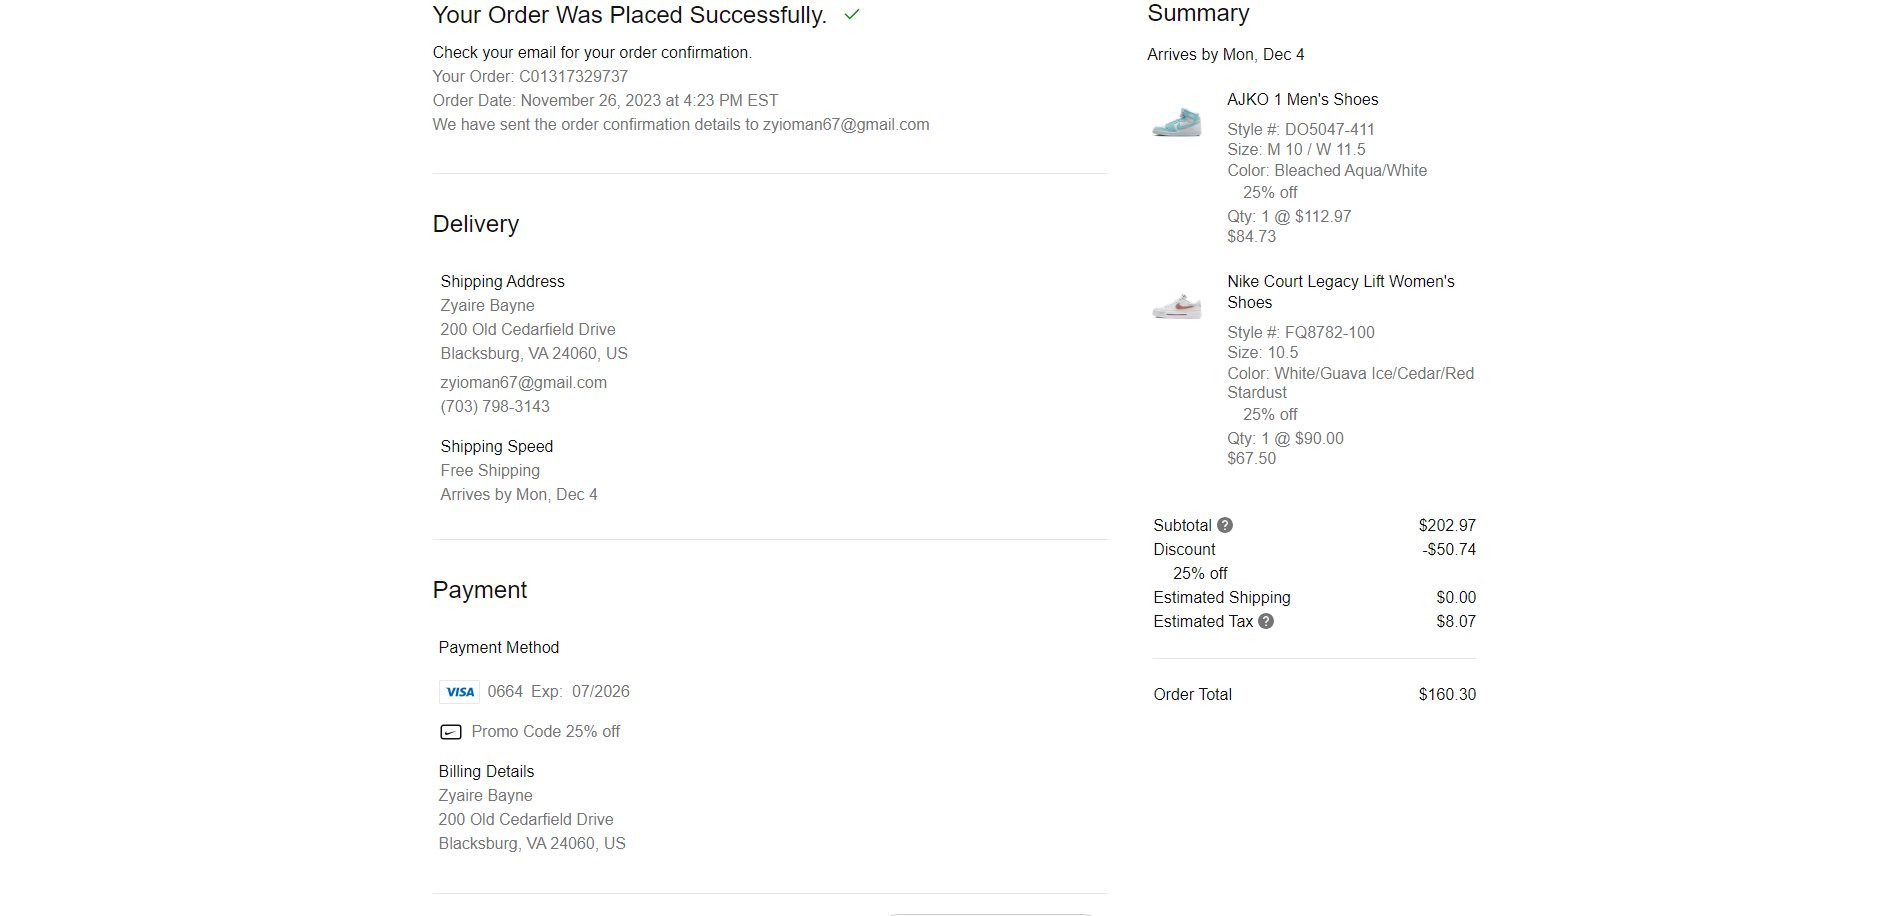 Your Order Was Placed Successfully.
Check your email for your order confirmation.
Your Order: C01317329737
Order Date: November 26, 2023 at 4:23 PM EST
We have sent the order confirmation details to zyioman67@gmail.com
Delivery
Shipping Address
Zyaire Bayne
200 Old Cedarfield Drive
Blacksburg, VA 24060, US
zyioman67@gmail.com
(703) 798-3143
Shipping Speed
Free Shipping
Arrives by Mon, Dec 4
Payment
Payment Method
VISA 0664 Exp: 07/2026
Promo Code 25% off
Billing Details
Zyaire Bayne
200 Old Cedarfield Drive
Blacksburg, VA 24060, US
Summary
Arrives by Mon, Dec 4
AJKO 1 Men's Shoes
Style #: DO5047-411
Size: M 10 / W 11.5
Color: Bleached Aqua/White
25% off
Qty: 1 @ $112.97
$84.73
Nike Court Legacy Lift Women's
Shoes
Style #: FQ8782-100
Size: 10.5
Color: White/Guava Ice/Cedar/Red
Stardust
25% off
Qty: 1 @ $90.00
$67.50
Subtotal ? $202.97
Discount -$50.74
25% off
Estimated Shipping $0.00
Estimated Tax ? $8.07
Order Total $160.30